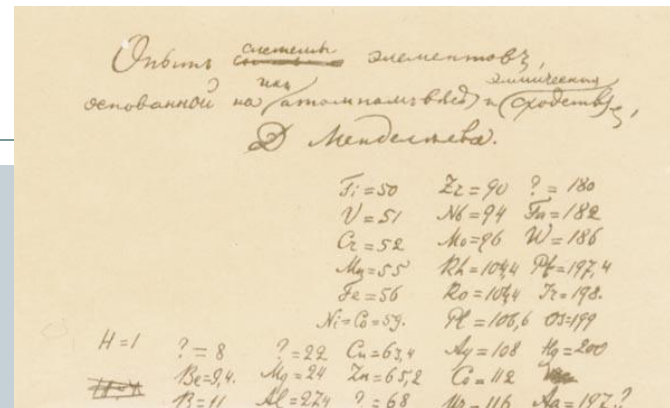 Опытъ системы элементовъ,
основанной на ихъ атомномъ вѣсѣ и химическомъ сходствѣ,
Д Менделѣева.
Ti=50 Zr=90 ?=180
V=51 Nb=94 Ta=182
Cr=52 Mo=96 W=186
Mn=55 Rh=104,4 Pt=197,4
Fe=56 Ro=104,4 Ir=198.
Ni=Co=59. Pl=106,6 Os=199
H=1 ?=8 ?=22 Cu=63,4 Ag=108 Hg=200
Be=9,4. Mg=24 Zn=65,2 Cd=112
B=11 Al=27,4 ?=68 Ur=116 Au=197?